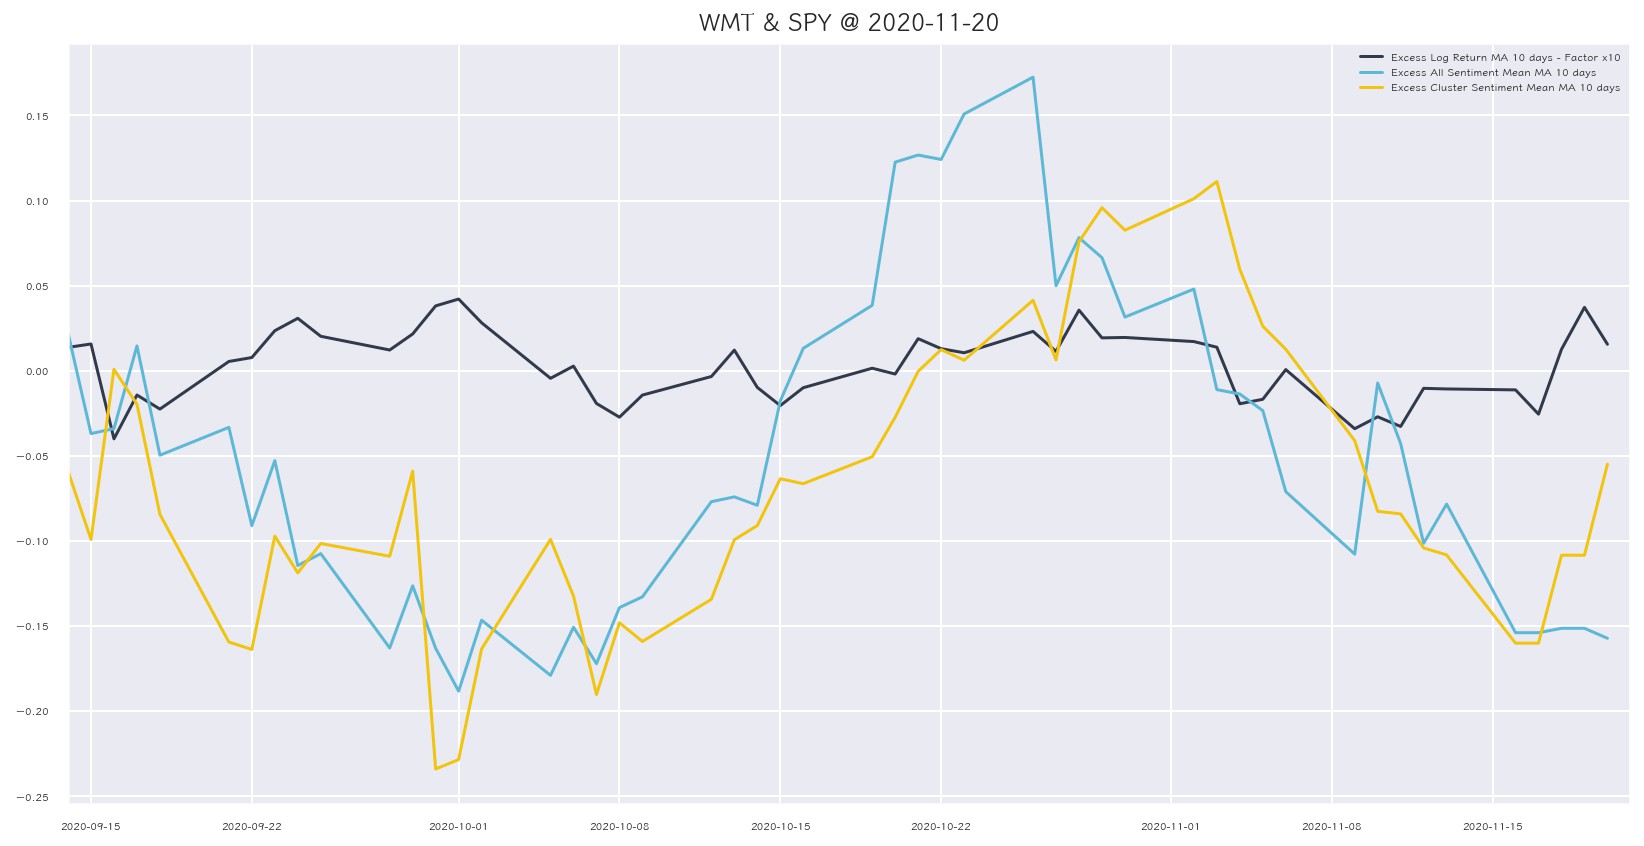 WMT & SPY @ 2020-11-20
Excess Log Return MA 10 days - Factor x10
Excess All Sentiment Mean MA 10 days
Excess Cluster Sentiment Mean MA 10 days
0.15
0.10
0.05
0.00
−0.05
−0.10
−0.15
−0.20
−0.25
2020-09-15 2020-09-22 2020-10-01 2020-10-08 2020-10-15 2020-10-22 2020-11-01 2020-11-08 2020-11-15